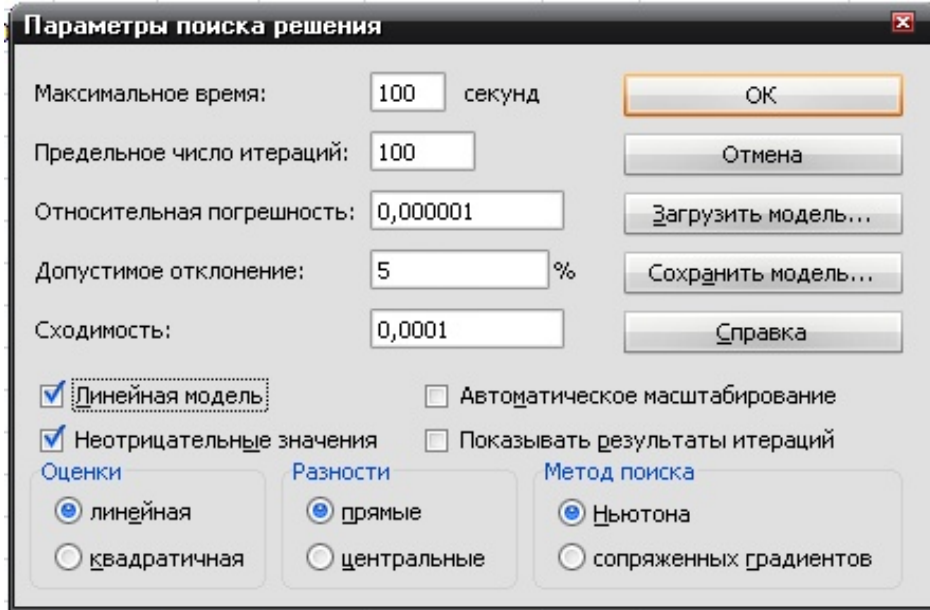 Параметры поиска решения
Максимальное время: 100 секунд
ОК
Предельное число итераций: 100
Отмена
Относительная погрешность: 0,000001
Загрузить модель...
Допустимое отклонение: 5 %
Сохранить модель...
Сходимость: 0,0001
Справка
Линейная модель
Автоматическое масштабирование
Неотрицательные значения
Показывать результаты итераций
Оценки
Разности
Метод поиска
линейная
прямые
Ньютона
квадратичная
центральные
сопряженных градиентов